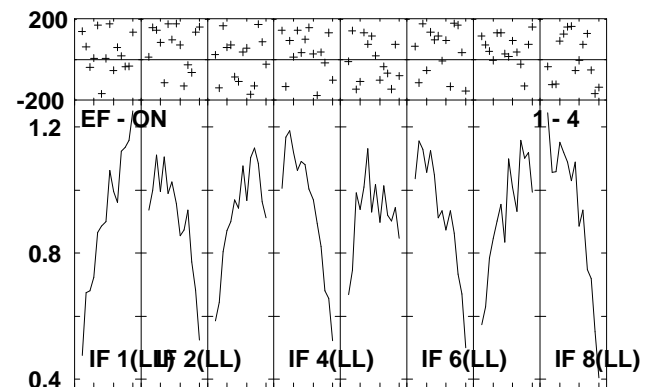 200
-200
EF - ON 1 - 4
1.2
0.8
0.4
IF 1(LL) IF 2(LL) IF 4(LL) IF 6(LL) IF 8(LL)